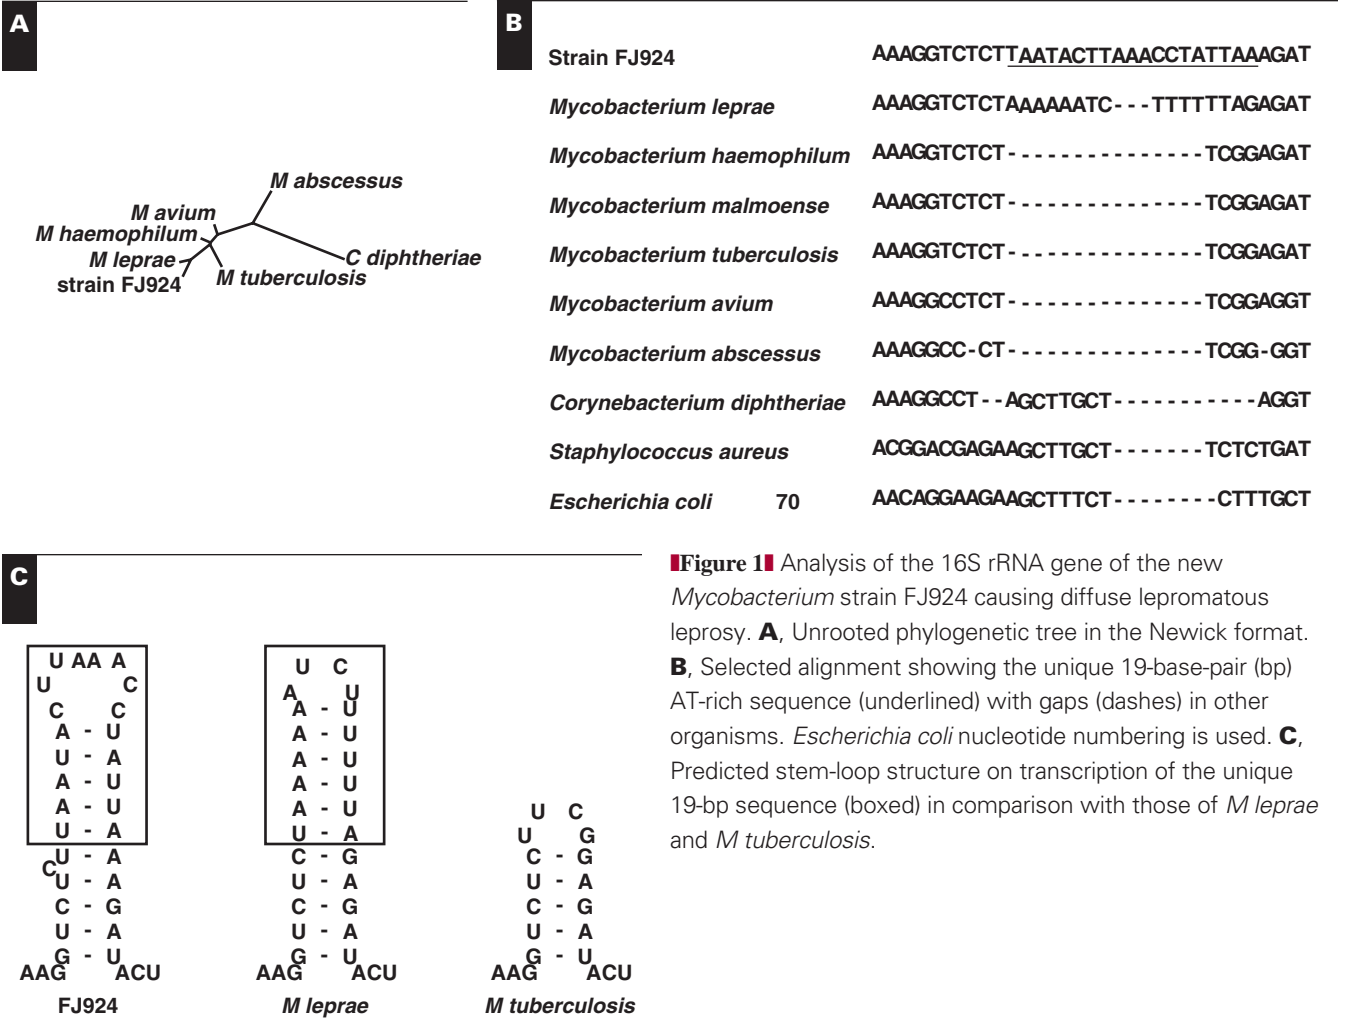 A
M abscessus
M avium
M haemophilum
M leprae
strain FJ924
M tuberculosis
C diphtheriae
B
Strain FJ924 AAAGGTCTCTTAATACTTAAACCTATTAAAGAT
Mycobacterium leprae AAAGGTCTCTAAAAAATC---TTTTTTAGAGAT
Mycobacterium haemophilum AAAGGTCTCT--------------TCGGAGAT
Mycobacterium malmoense AAAGGTCTCT--------------TCGGAGAT
Mycobacterium tuberculosis AAAGGTCTCT--------------TCGGAGAT
Mycobacterium avium AAAGGCCTCT--------------TCGGAGGT
Mycobacterium abscessus AAAGGCC-CT--------------TCGG-GGT
Corynebacterium diphtheriae AAAGGCCT--AGCTTGCT-----------AGGT
Staphylococcus aureus ACGGACGAGAAGCTTGCT-------TCTCTGAT
Escherichia coli 70 AACAGGAAGAAGCTTTCT--------CTTTGCT
C
U AA A
U C
C C
A - U
U - A
A - U
A - U
U - A
U - A
C
U - A
C - G
U - A
G - U
AAG ACU
FJ924
U C
A U
A - U
A - U
A - U
A - U
A - U
U - A
C - G
U - A
C - G
U - A
G - U
AAG ACU
M leprae
U C
U G
C - G
U - A
C - G
U - A
G - U
AAG ACU
M tuberculosis
Figure 1 Analysis of the 16S rRNA gene of the new
Mycobacterium strain FJ924 causing diffuse lepromatous
leprosy. A, Unrooted phylogenetic tree in the Newick format.
B, Selected alignment showing the unique 19-base-pair (bp)
AT-rich sequence (underlined) with gaps (dashes) in other
organisms. Escherichia coli nucleotide numbering is used. C,
Predicted stem-loop structure on transcription of the unique
19-bp sequence (boxed) in comparison with those of M leprae
and M tuberculosis.